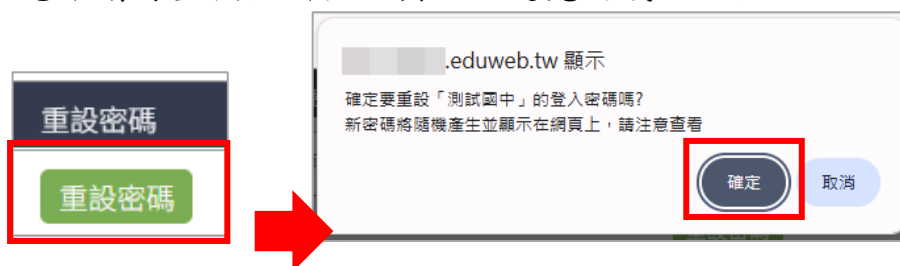 重設密碼
重設密碼
.eduweb.tw 顯示
確定要重設「測試國中」的登入密碼嗎?
新密碼將隨機產生並顯示在網頁上，請注意查看
確定
取消